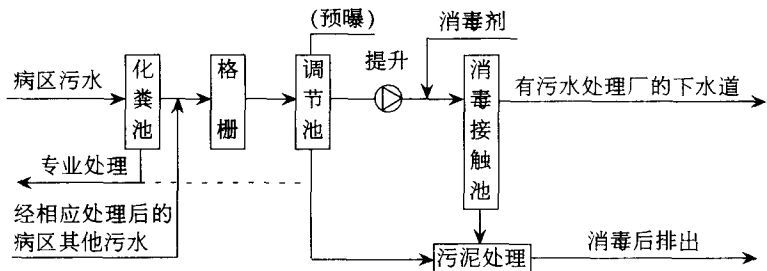 (预曝)
消毒剂
病区污水
化粪池
格栅
调节池
提升
消毒接触池
有污水处理厂的下水道
专业处理
经相应处理后的
病区其他污水
污泥处理
消毒后排出